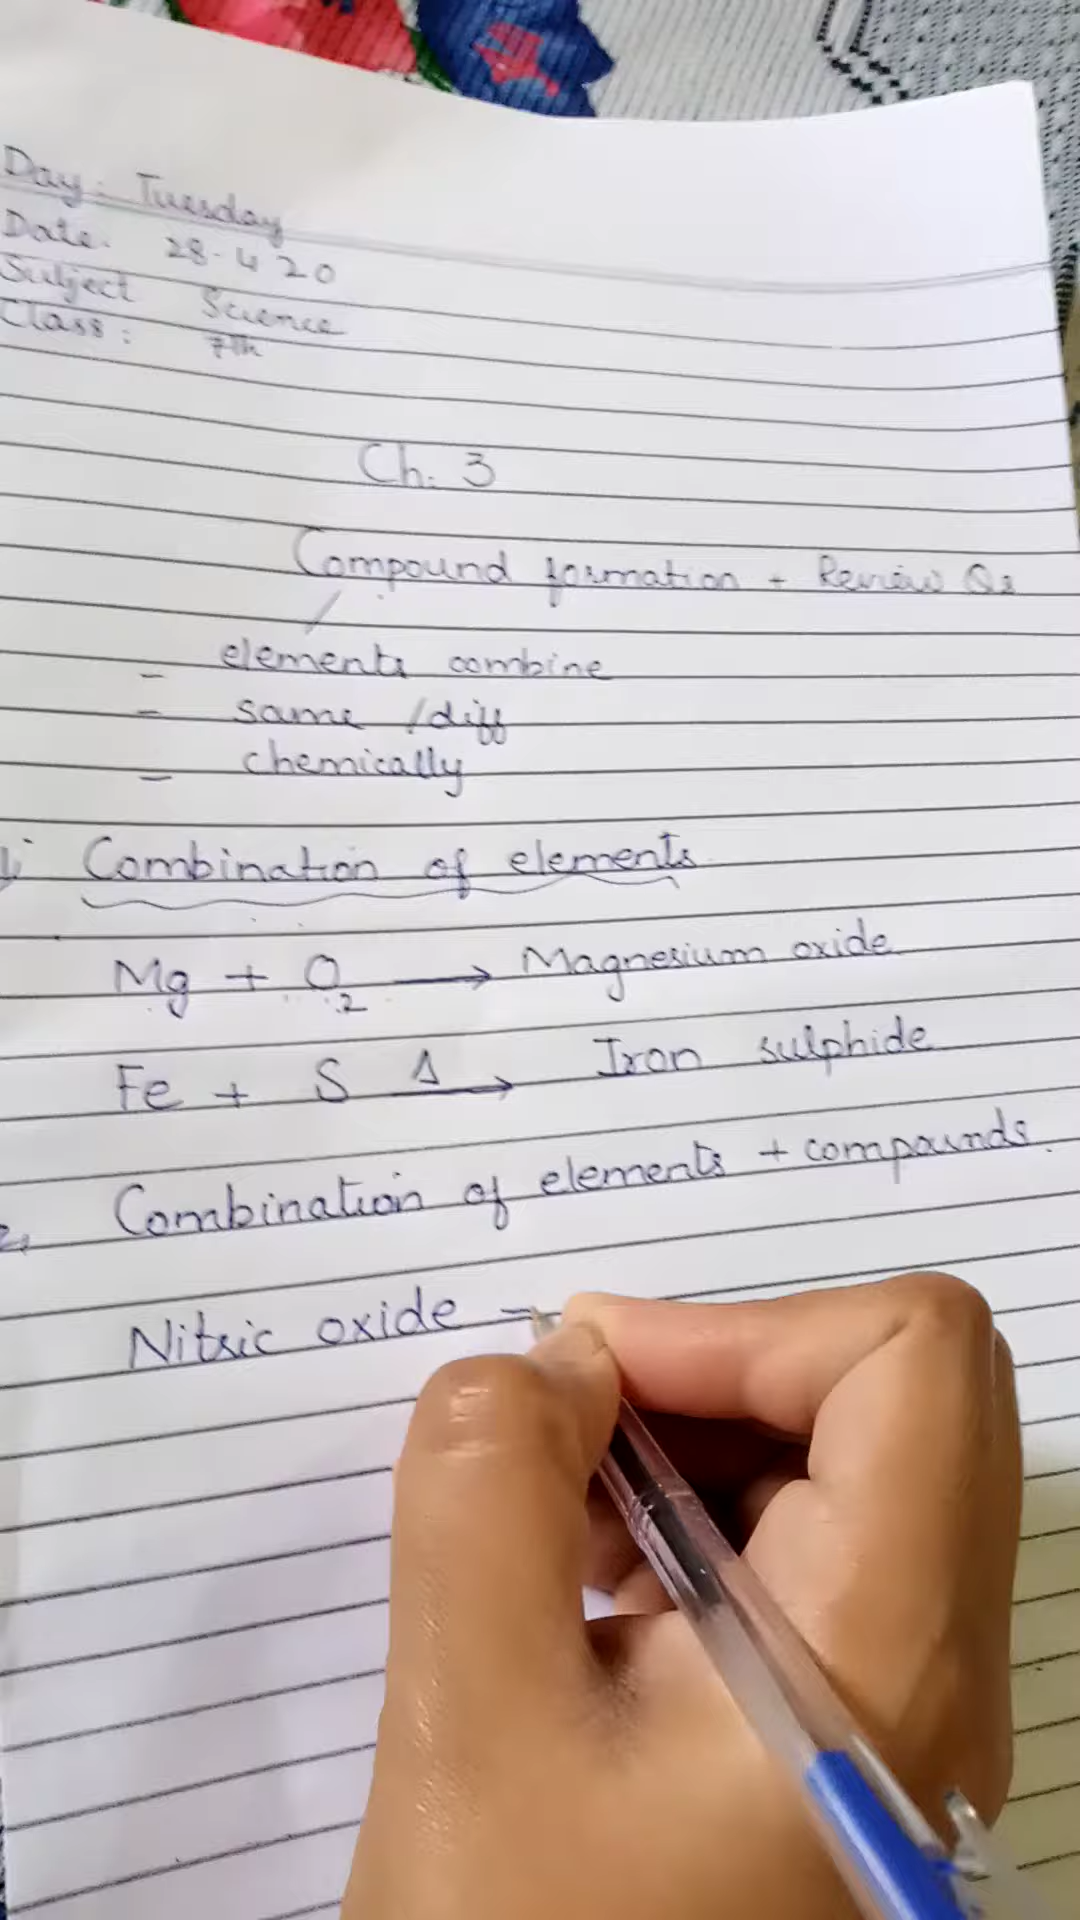 Day: Tuesday
Date. 28-4 20
Subject Science
Class: 7th
Ch. 3
Compound formation + Review Qs
- elements combine
- same /diff
- chemically
Combination of elements
Mg + O2 ⟶ Magnesium oxide
Fe + S Δ⟶ Iron sulphide
2. Combination of elements + compounds.
Nitric oxide